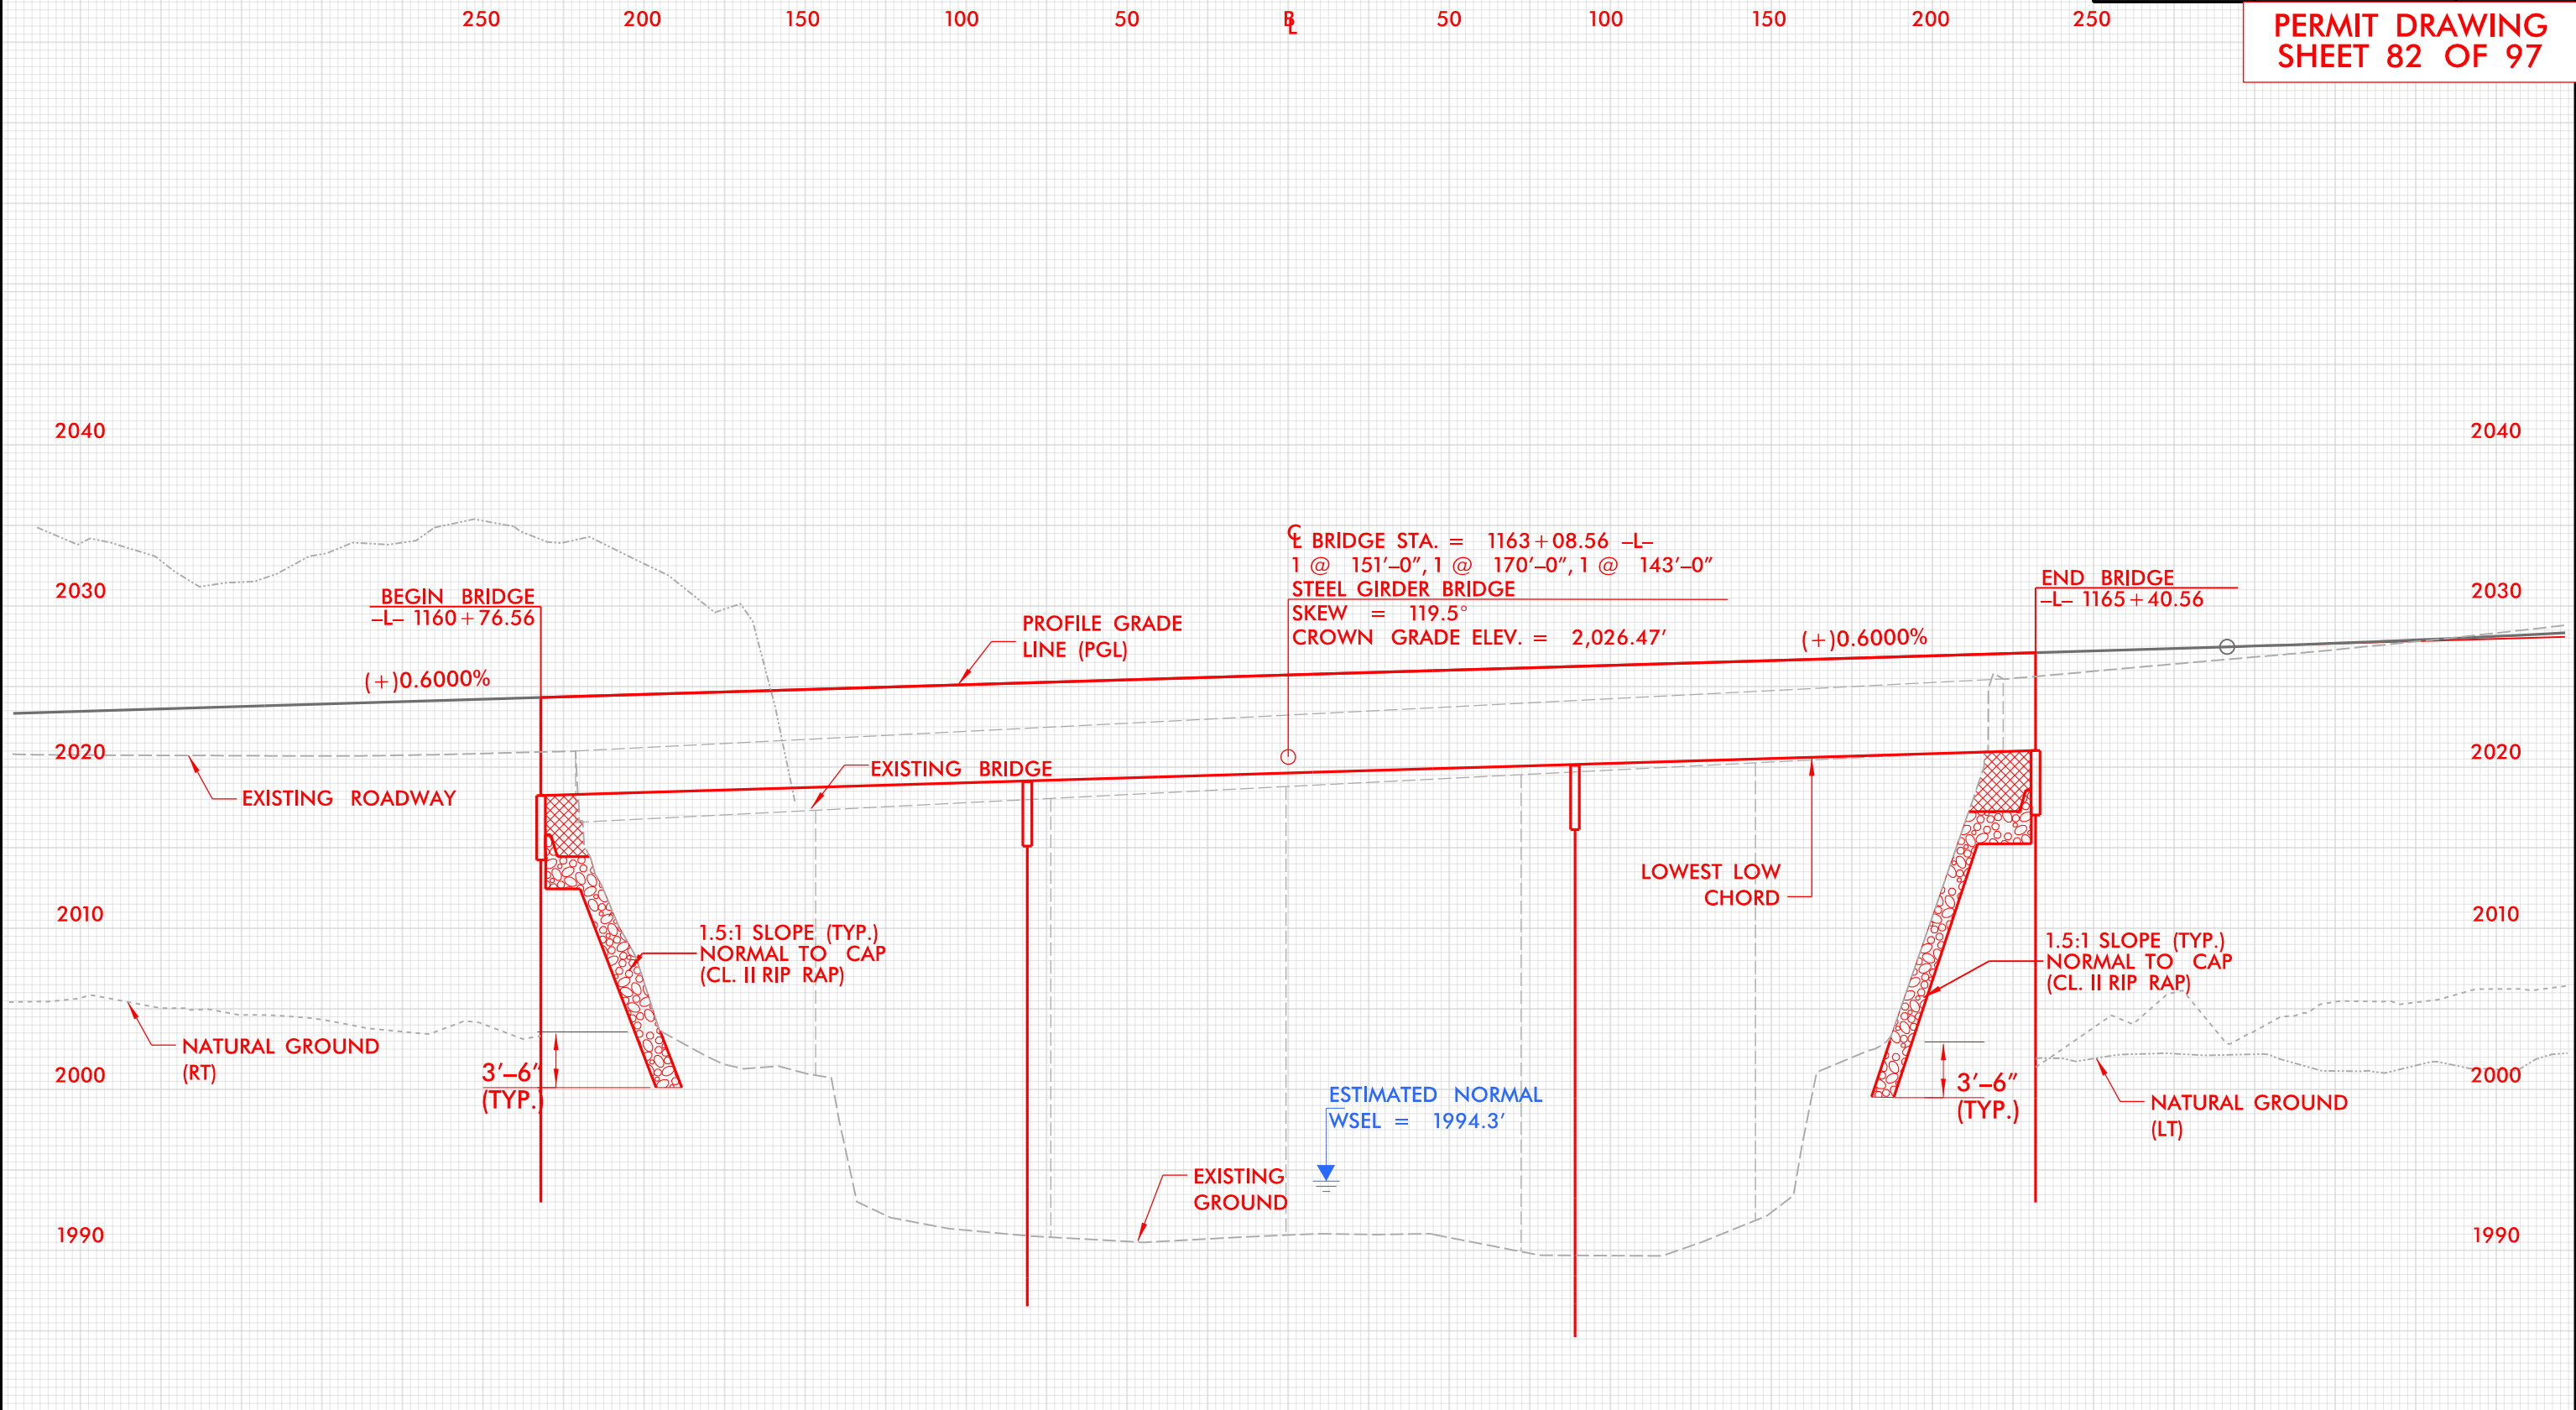 250 200 150 100 50 BL 50 100 150 200 250
PERMIT DRAWING
SHEET 82 OF 97
2040 2040
CL BRIDGE STA. = 1163+08.56 –L–
1 @ 151'–0", 1 @ 170'–0", 1 @ 143'–0"
STEEL GIRDER BRIDGE
SKEW = 119.5°
CROWN GRADE ELEV. = 2,026.47'
2030 2030
BEGIN BRIDGE
–L– 1160+76.56
END BRIDGE
–L– 1165+40.56
PROFILE GRADE
LINE (PGL)
(+)0.6000%
(+)0.6000%
2020 2020
EXISTING ROADWAY
EXISTING BRIDGE
LOWEST LOW
CHORD
2010 2010
1.5:1 SLOPE (TYP.)
NORMAL TO CAP
(CL. II RIP RAP)
1.5:1 SLOPE (TYP.)
NORMAL TO CAP
(CL. II RIP RAP)
NATURAL GROUND
(RT)
2000 2000
3'–6"
(TYP.)
3'–6"
(TYP.)
ESTIMATED NORMAL
WSEL = 1994.3'
NATURAL GROUND
(LT)
EXISTING
GROUND
1990 1990